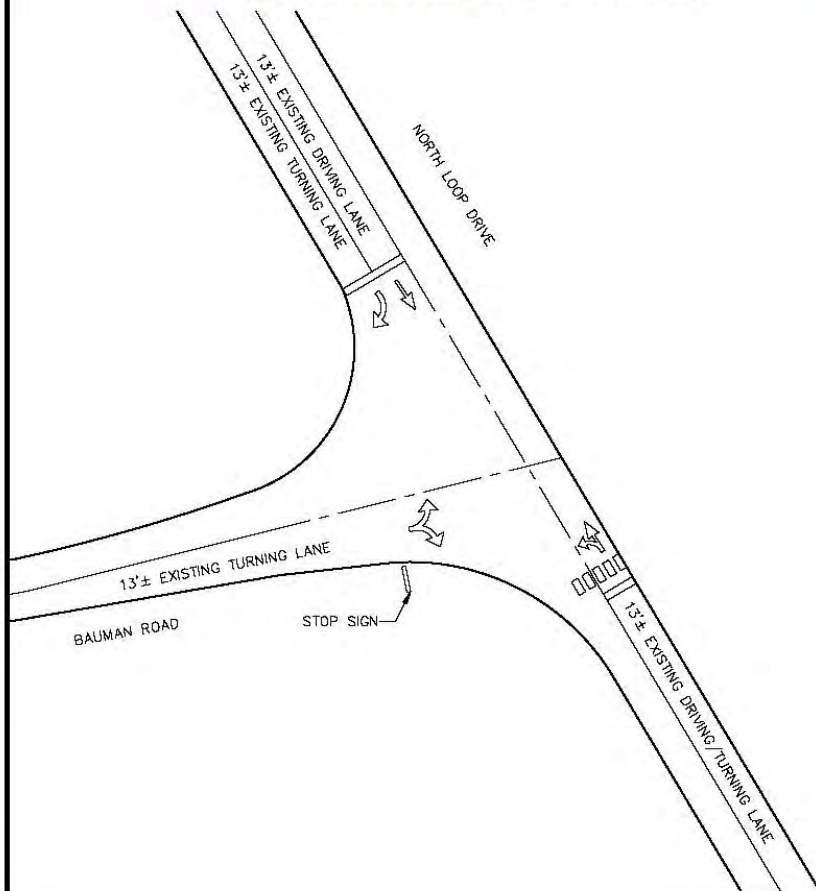 13'± EXISTING DRIVING LANE
13'± EXISTING TURNING LANE
NORTH LOOP DRIVE
13'± EXISTING TURNING LANE
BAUMAN ROAD
STOP SIGN
13'± EXISTING DRIVING/TURNING LANE